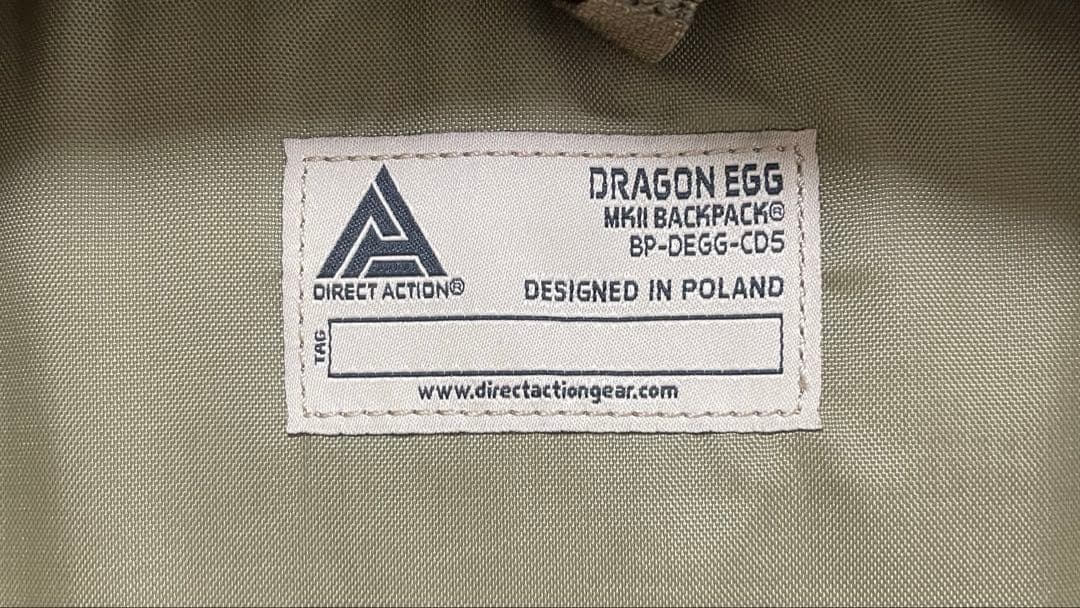 DRAGON EGG
MKII BACKPACK®
BP-DEGG-CD5
DIRECT ACTION®
DESIGNED IN POLAND
TAG
www.directactiongear.com